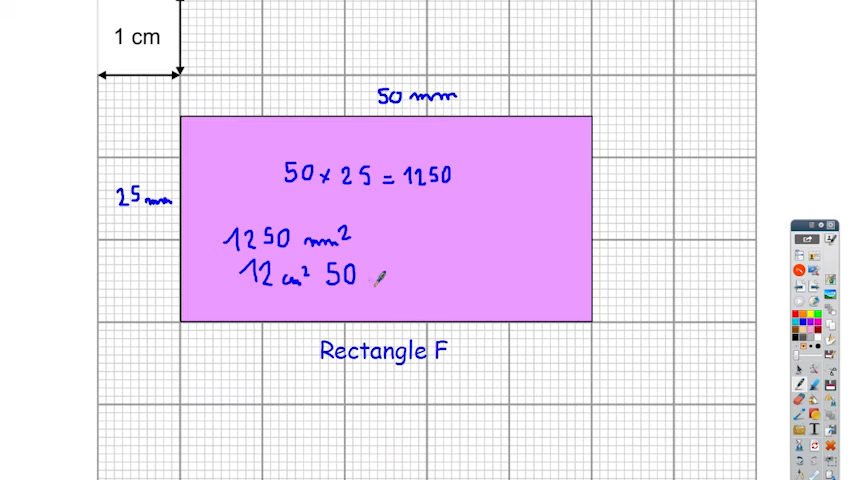 1 cm
50 mm
50 × 25 = 1250
25 mm
1250 mm²
12 cm² 50
Rectangle F